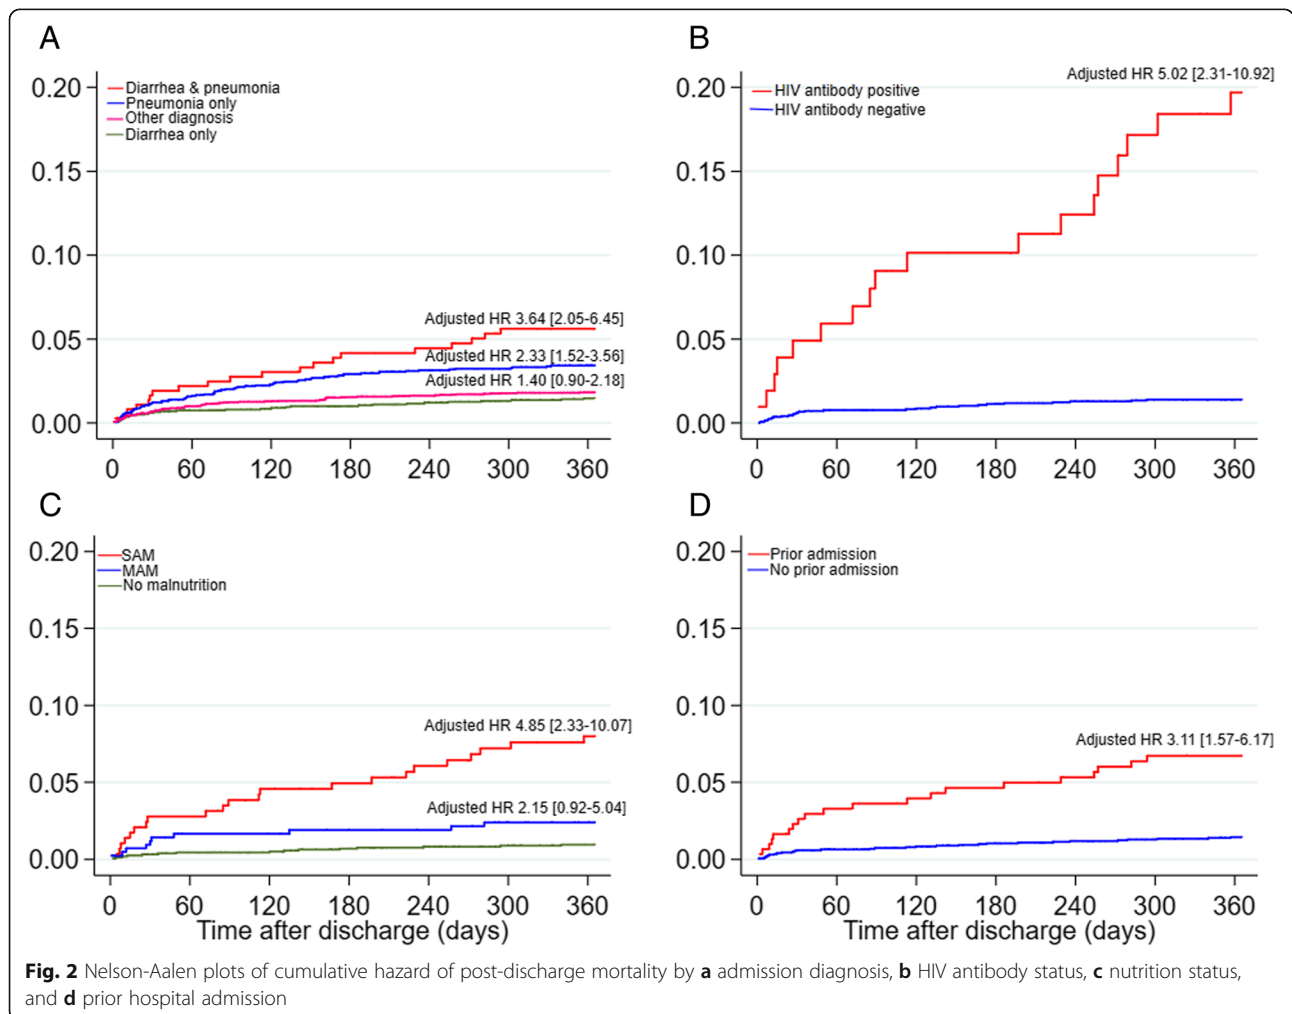 A
0.20
0.15
0.10
0.05
0.00
Diarrhea & pneumonia
Pneumonia only
Other diagnosis
Diarrhea only
Adjusted HR 3.64 [2.05-6.45]
Adjusted HR 2.33 [1.52-3.56]
Adjusted HR 1.40 [0.90-2.18]
0 60 120 180 240 300 360
B
0.20
0.15
0.10
0.05
0.00
Adjusted HR 5.02 [2.31-10.92]
HIV antibody positive
HIV antibody negative
0 60 120 180 240 300 360
C
0.20
0.15
0.10
0.05
0.00
SAM
MAM
No malnutrition
Adjusted HR 4.85 [2.33-10.07]
Adjusted HR 2.15 [0.92-5.04]
0 60 120 180 240 300 360
Time after discharge (days)
D
0.20
0.15
0.10
0.05
0.00
Prior admission
No prior admission
Adjusted HR 3.11 [1.57-6.17]
0 60 120 180 240 300 360
Time after discharge (days)
Fig. 2 Nelson-Aalen plots of cumulative hazard of post-discharge mortality by a admission diagnosis, b HIV antibody status, c nutrition status,
and d prior hospital admission